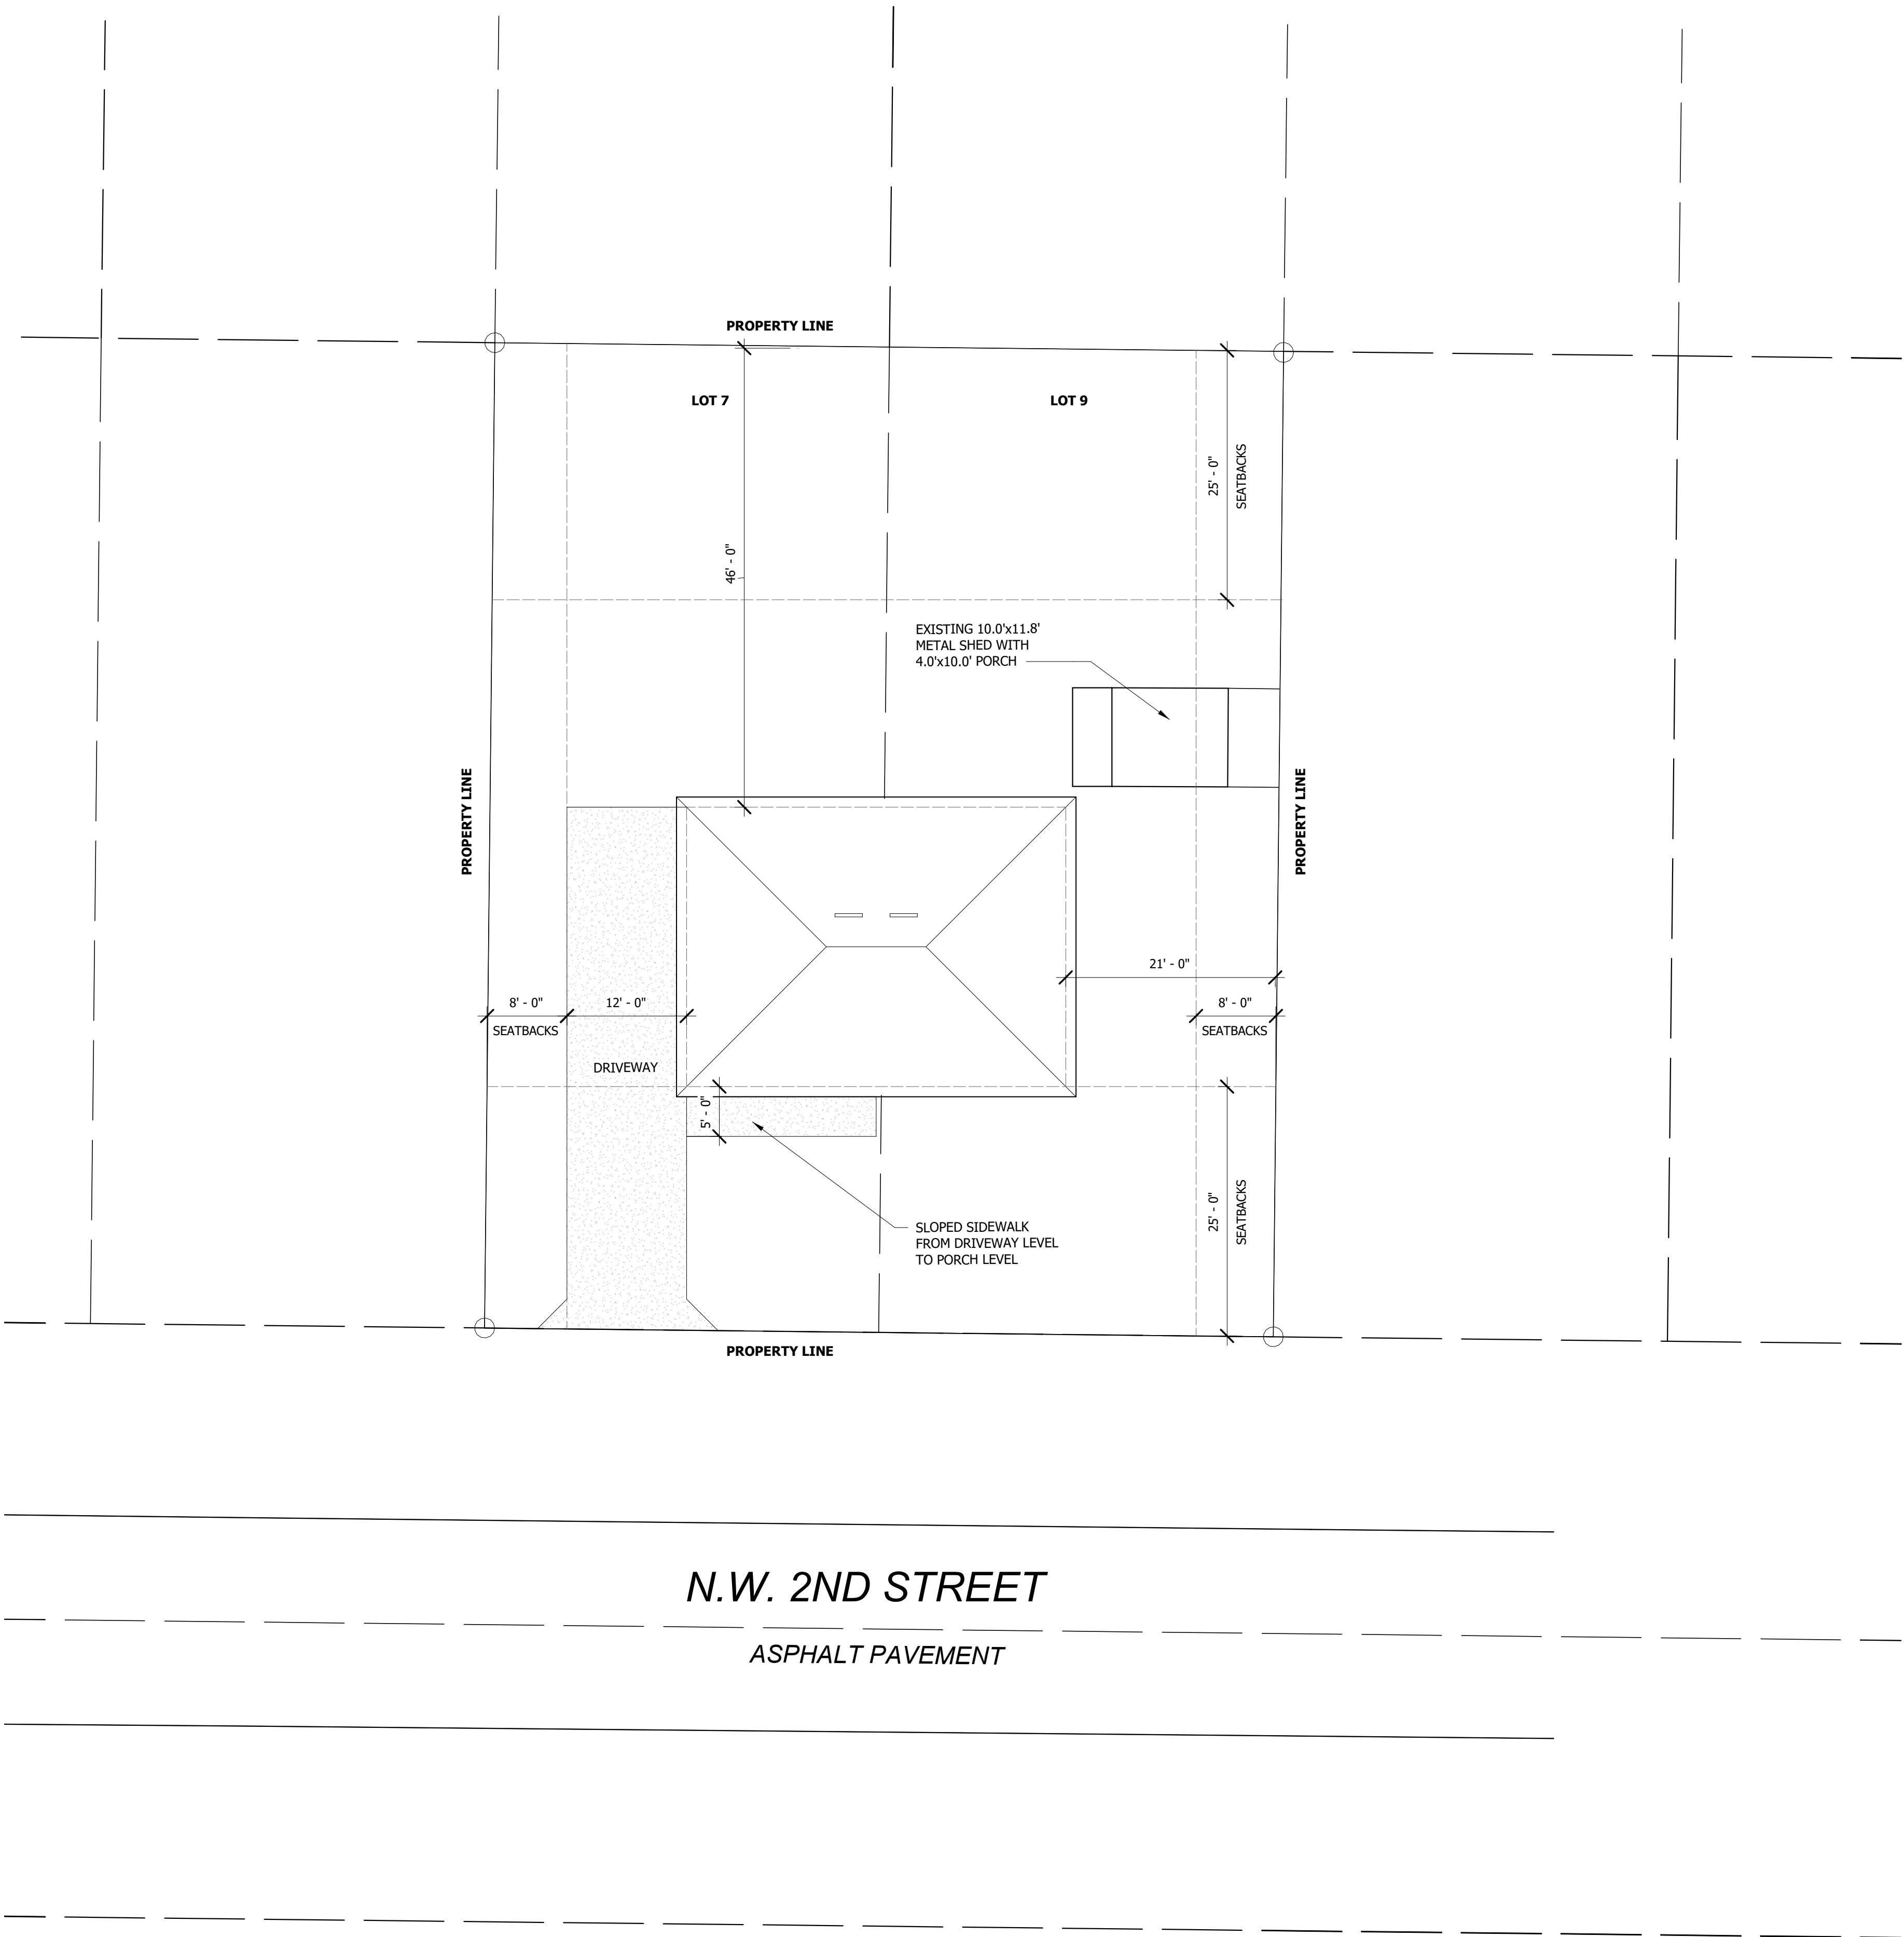 PROPERTY LINE
LOT 7
LOT 9
25' - 0"
SEATBACKS
46' - 0"
EXISTING 10.0'x11.8'
METAL SHED WITH
4.0'x10.0' PORCH
PROPERTY LINE
PROPERTY LINE
21' - 0"
8' - 0"
SEATBACKS
12' - 0"
8' - 0"
SEATBACKS
DRIVEWAY
5' - 0"
25' - 0"
SEATBACKS
SLOPED SIDEWALK
FROM DRIVEWAY LEVEL
TO PORCH LEVEL
PROPERTY LINE
N.W. 2ND STREET
ASPHALT PAVEMENT